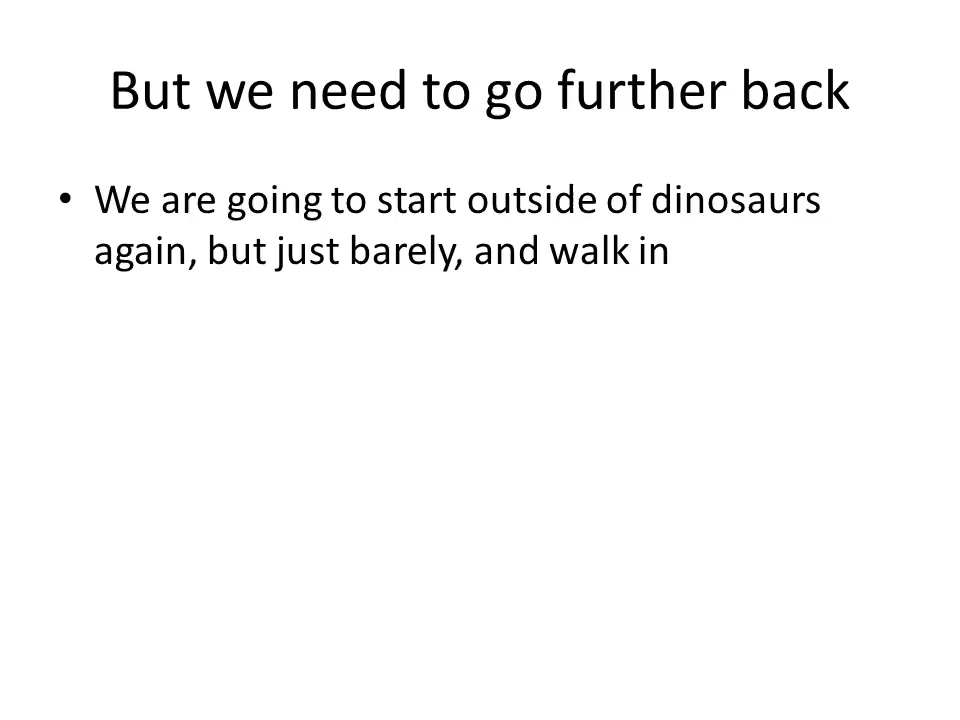 But we need to go further back
• We are going to start outside of dinosaurs
again, but just barely, and walk in